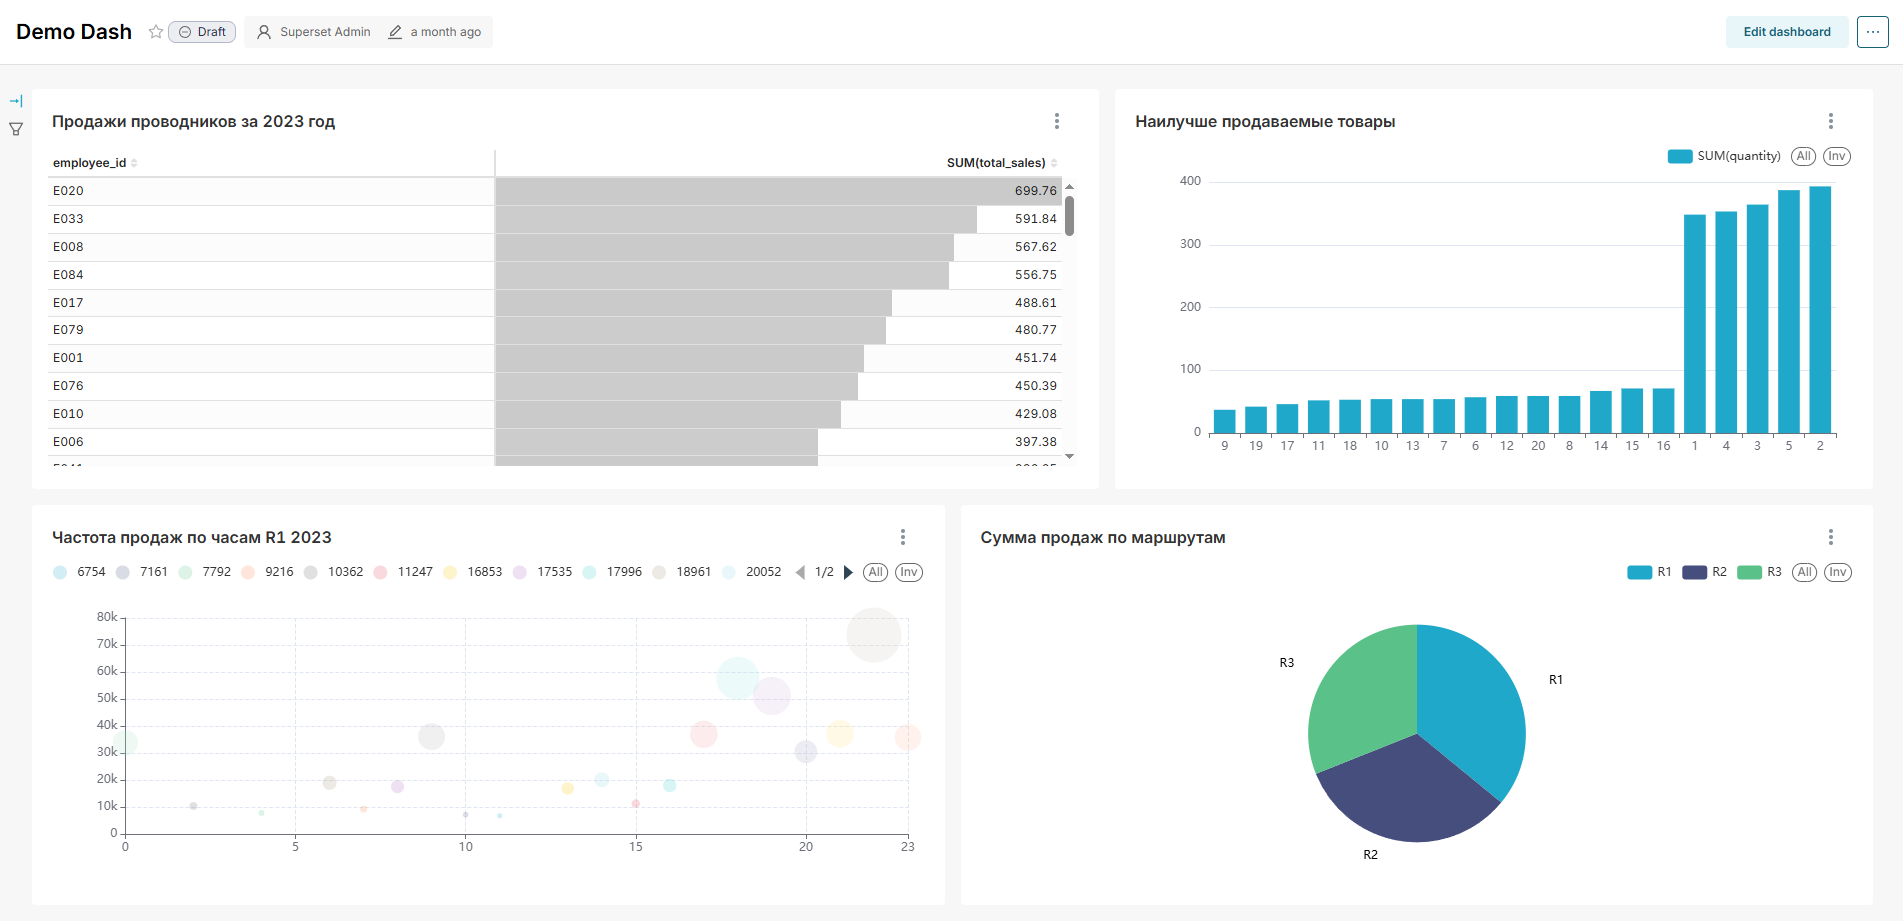 Demo Dash
Draft
Superset Admin
a month ago
Edit dashboard
...
Продажи проводников за 2023 год
employee_id SUM(total_sales)
E020 699.76
E033 591.84
E008 567.62
E084 556.75
E017 488.61
E079 480.77
E001 451.74
E076 450.39
E010 429.08
E006 397.38
Наилучше продаваемые товары
SUM(quantity) All Inv
400
300
200
100
0
9 19 17 11 18 10 13 7 6 12 20 8 14 15 16 1 4 3 5 2
Частота продаж по часам R1 2023
6754 7161 7792 9216 10362 11247 16853 17535 17996 18961 20052 1/2 All Inv
80k
70k
60k
50k
40k
30k
20k
10k
0
0 5 10 15 20 23
Сумма продаж по маршрутам
R1 R2 R3 All Inv
R3
R1
R2